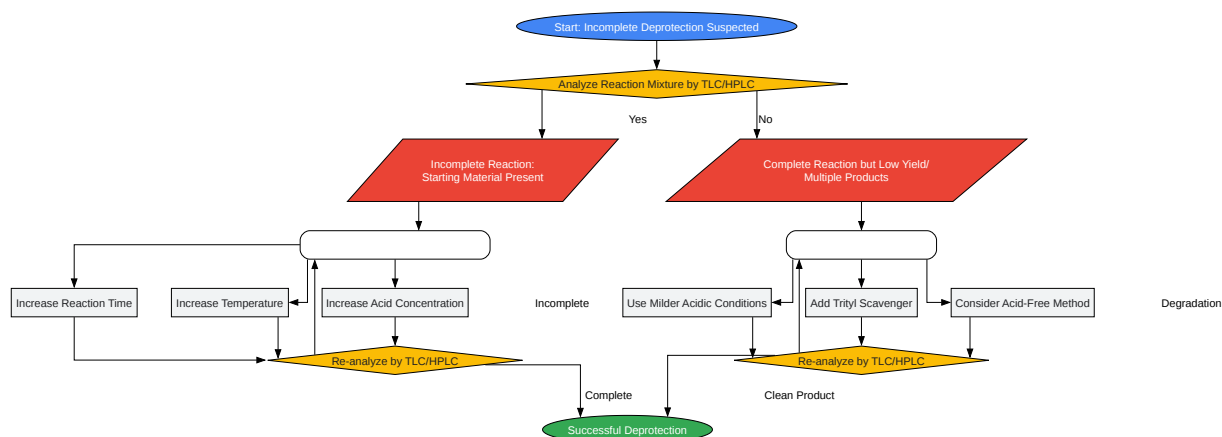 Start: Incomplete Deprotection Suspected
Analyze Reaction Mixture by TLC/HPLC
Yes
No
Incomplete Reaction:
Starting Material Present
Complete Reaction but Low Yield/
Multiple Products
Increase Reaction Time
Increase Temperature
Increase Acid Concentration
Incomplete
Use Milder Acidic Conditions
Add Trityl Scavenger
Consider Acid-Free Method
Degradation
Re-analyze by TLC/HPLC
Re-analyze by TLC/HPLC
Complete
Clean Product
Successful Deprotection